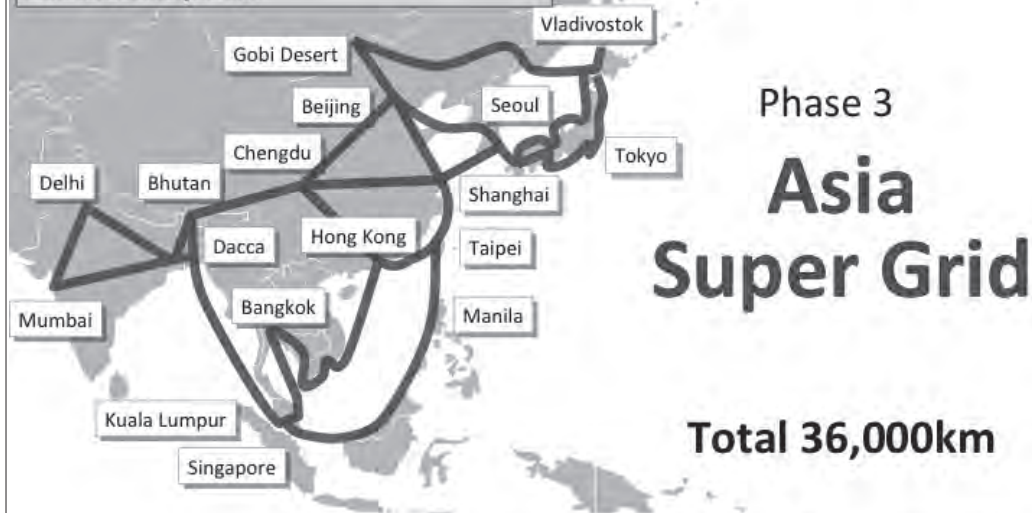 Vladivostok
Gobi Desert
Beijing
Seoul
Phase 3
Chengdu
Tokyo
Delhi
Bhutan
Shanghai
Asia
Super Grid
Dacca
Hong Kong
Taipei
Bangkok
Manila
Mumbai
Kuala Lumpur
Total 36,000km
Singapore